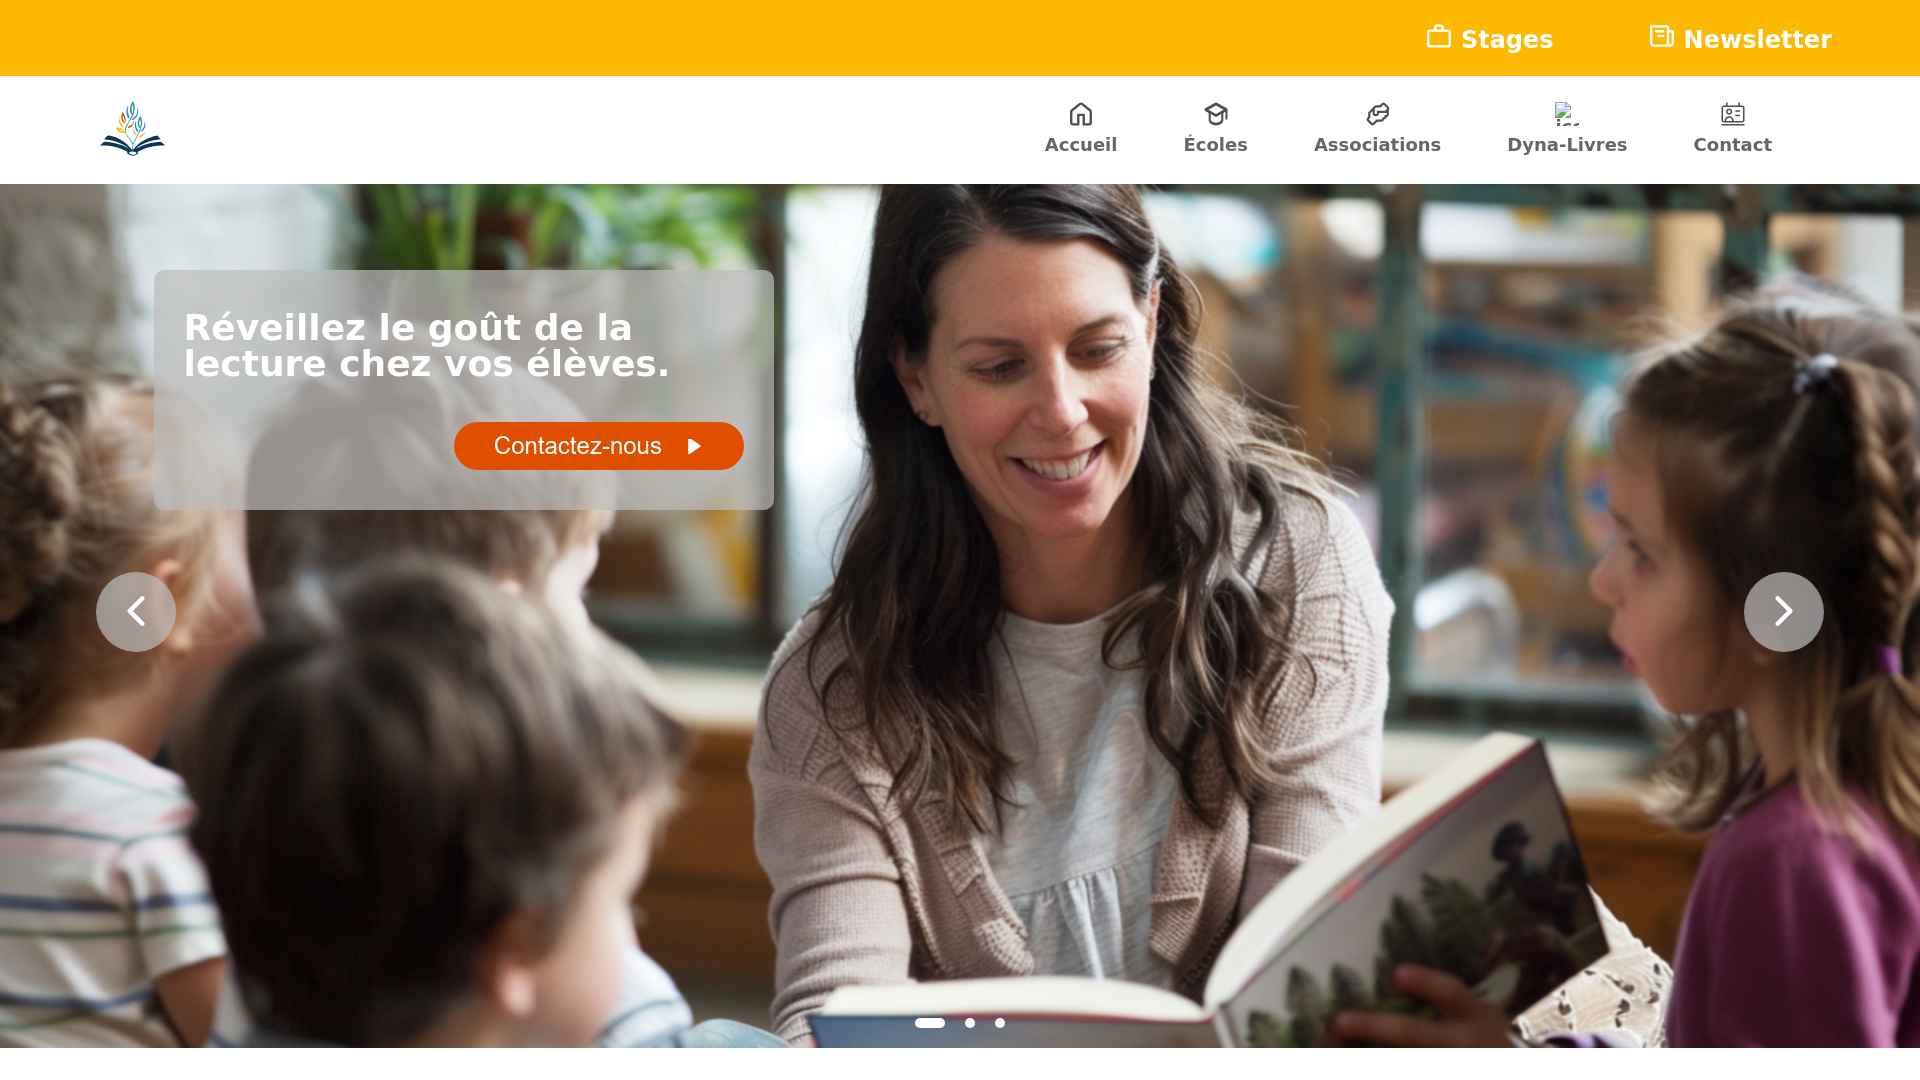 Stages
Newsletter
Accueil
Écoles
Associations
Dyna-Livres
Contact
Réveillez le goût de la
lecture chez vos élèves.
Contactez-nous